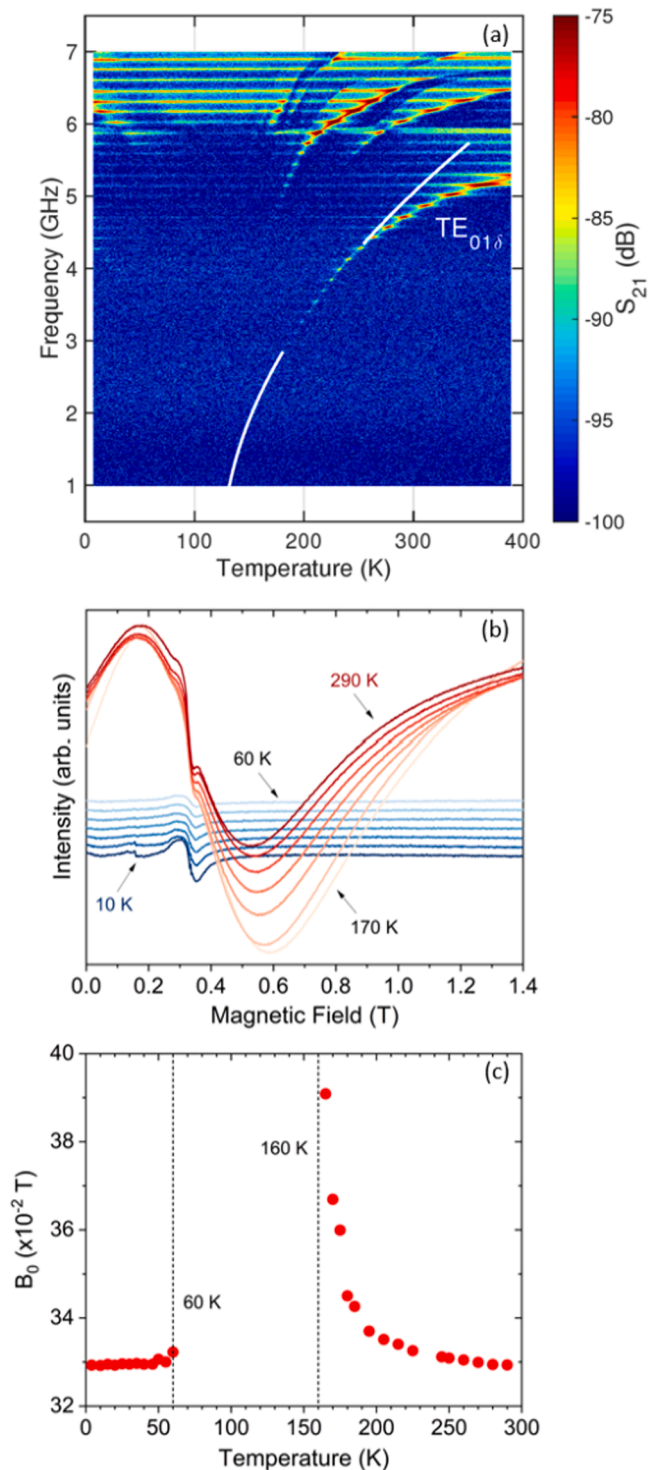 (a)
7
6
5
4
3
2
1
Frequency (GHz)
TE01δ
0 100 200 300 400
Temperature (K)
-75
-80
-85
-90
-95
-100
S21 (dB)
(b)
290 K
60 K
10 K
170 K
Intensity (arb. units)
0.0 0.2 0.4 0.6 0.8 1.0 1.2 1.4
Magnetic Field (T)
(c)
40
38
36
34
32
B0 (x10-2 T)
160 K
60 K
0 50 100 150 200 250 300
Temperature (K)